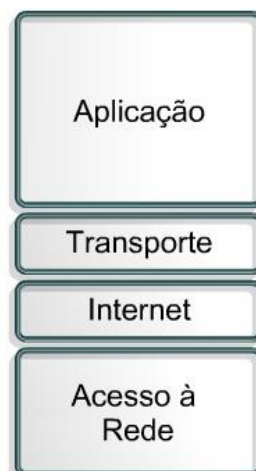 Aplicação
Transporte
Internet
Acesso à
Rede